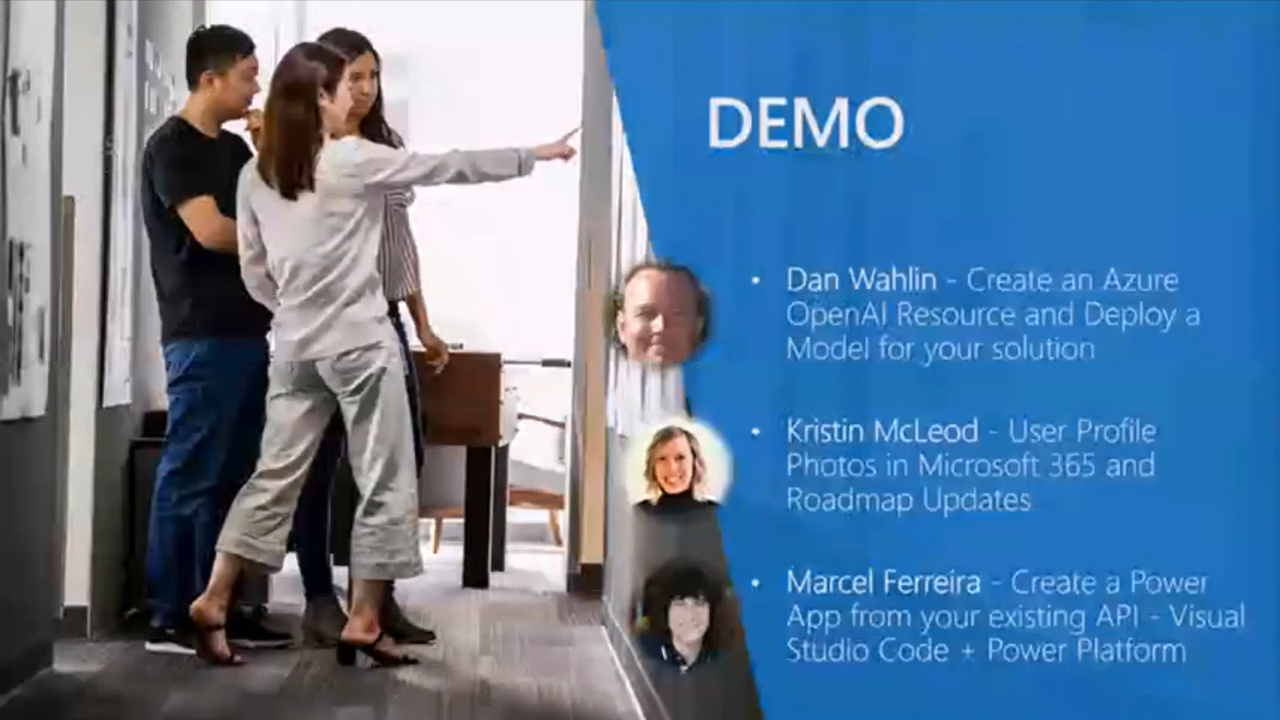 DEMO
• Dan Wahlin - Create an Azure
OpenAI Resource and Deploy a
Model for your solution
• Kristin McLeod - User Profile
Photos in Microsoft 365 and
Roadmap Updates
• Marcel Ferreira - Create a Power
App from your existing API - Visual
Studio Code + Power Platform